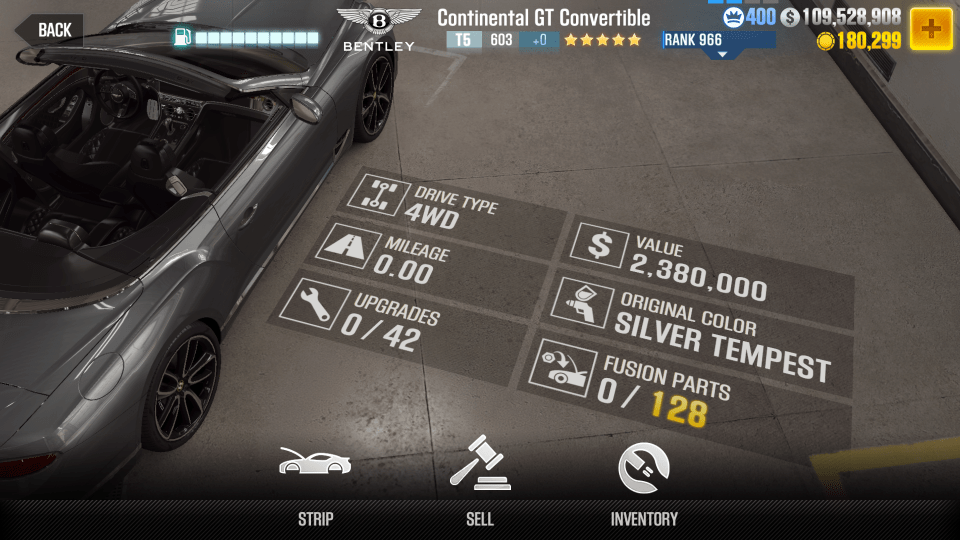 BACK
B
BENTLEY
Continental GT Convertible
T5 603 +0
RANK 966
400 $ 109,528,908
180,299
DRIVE TYPE
4WD
MILEAGE
0.00
UPGRADES
0 / 42
$ VALUE
2,380,000
ORIGINAL COLOR
SILVER TEMPEST
FUSION PARTS
0 / 128
STRIP
SELL
INVENTORY